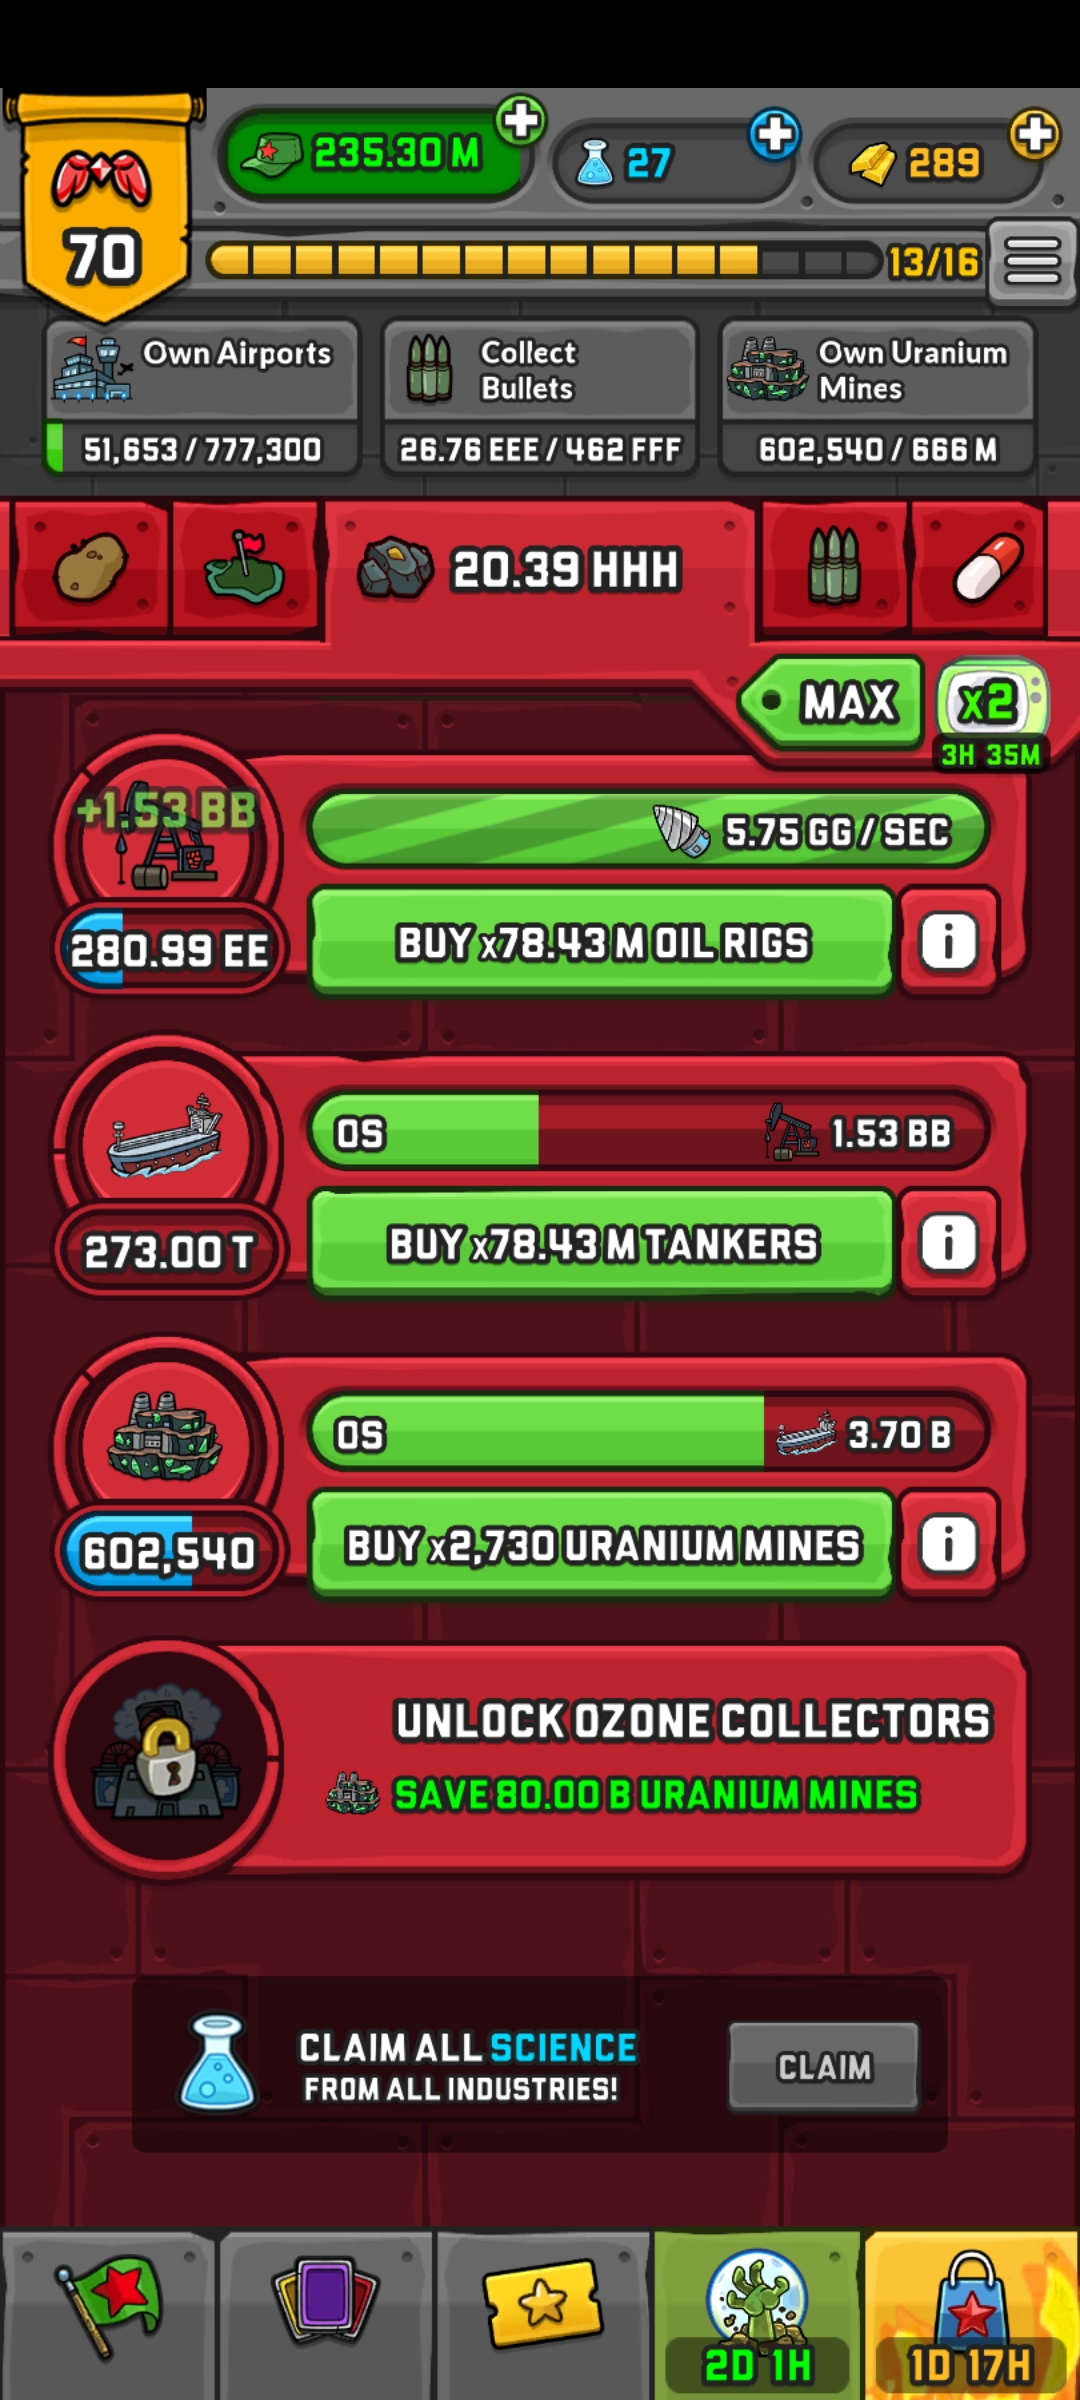 70
235.30 M
27
289
13/16
Own Airports
51,653 / 777,300
Collect
Bullets
26.76 EEE / 462 FFF
Own Uranium
Mines
602,540 / 666 M
20.39 HHH
MAX
x2
3H 35M
+1.53 BB
5.75 GG / SEC
280.99 EE
BUY x78.43 M OIL RIGS
i
0S
1.53 BB
273.00 T
BUY x78.43 M TANKERS
i
0S
3.70 B
602,540
BUY x2,730 URANIUM MINES
i
UNLOCK OZONE COLLECTORS
SAVE 80.00 B URANIUM MINES
CLAIM ALL SCIENCE
FROM ALL INDUSTRIES!
CLAIM
2D 1H
1D 17H